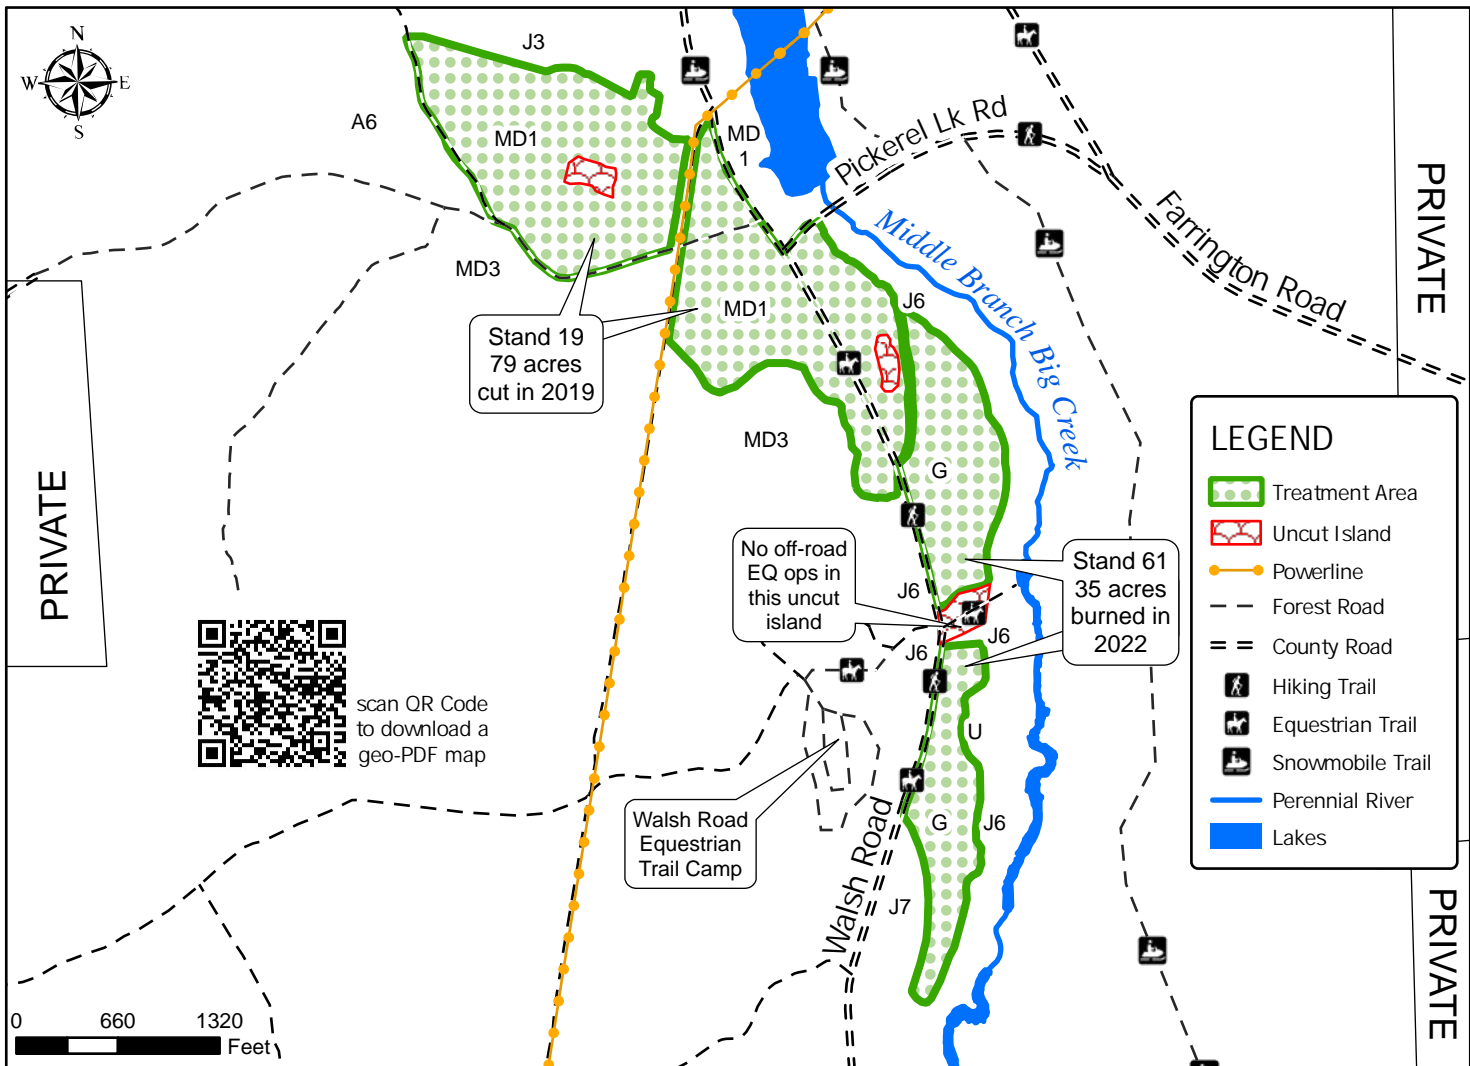 N
W
E
S
J3
A6
MD1
MD
1
Pickerel Lk Rd
Farrington Road
PRIVATE
Middle Branch Big Creek
MD3
MD1
J6
Stand 19
79 acres
cut in 2019
MD3
G
PRIVATE
LEGEND
Treatment Area
Uncut Island
Powerline
Forest Road
County Road
Hiking Trail
Equestrian Trail
Snowmobile Trail
Perennial River
Lakes
No off-road
EQ ops in
this uncut
island
Stand 61
35 acres
burned in
2022
J6
J6
J6
scan QR Code
to download a
geo-PDF map
U
Walsh Road
Equestrian
Trail Camp
G
J6
J7
Walsh Road
PRIVATE
0 660 1320
Feet